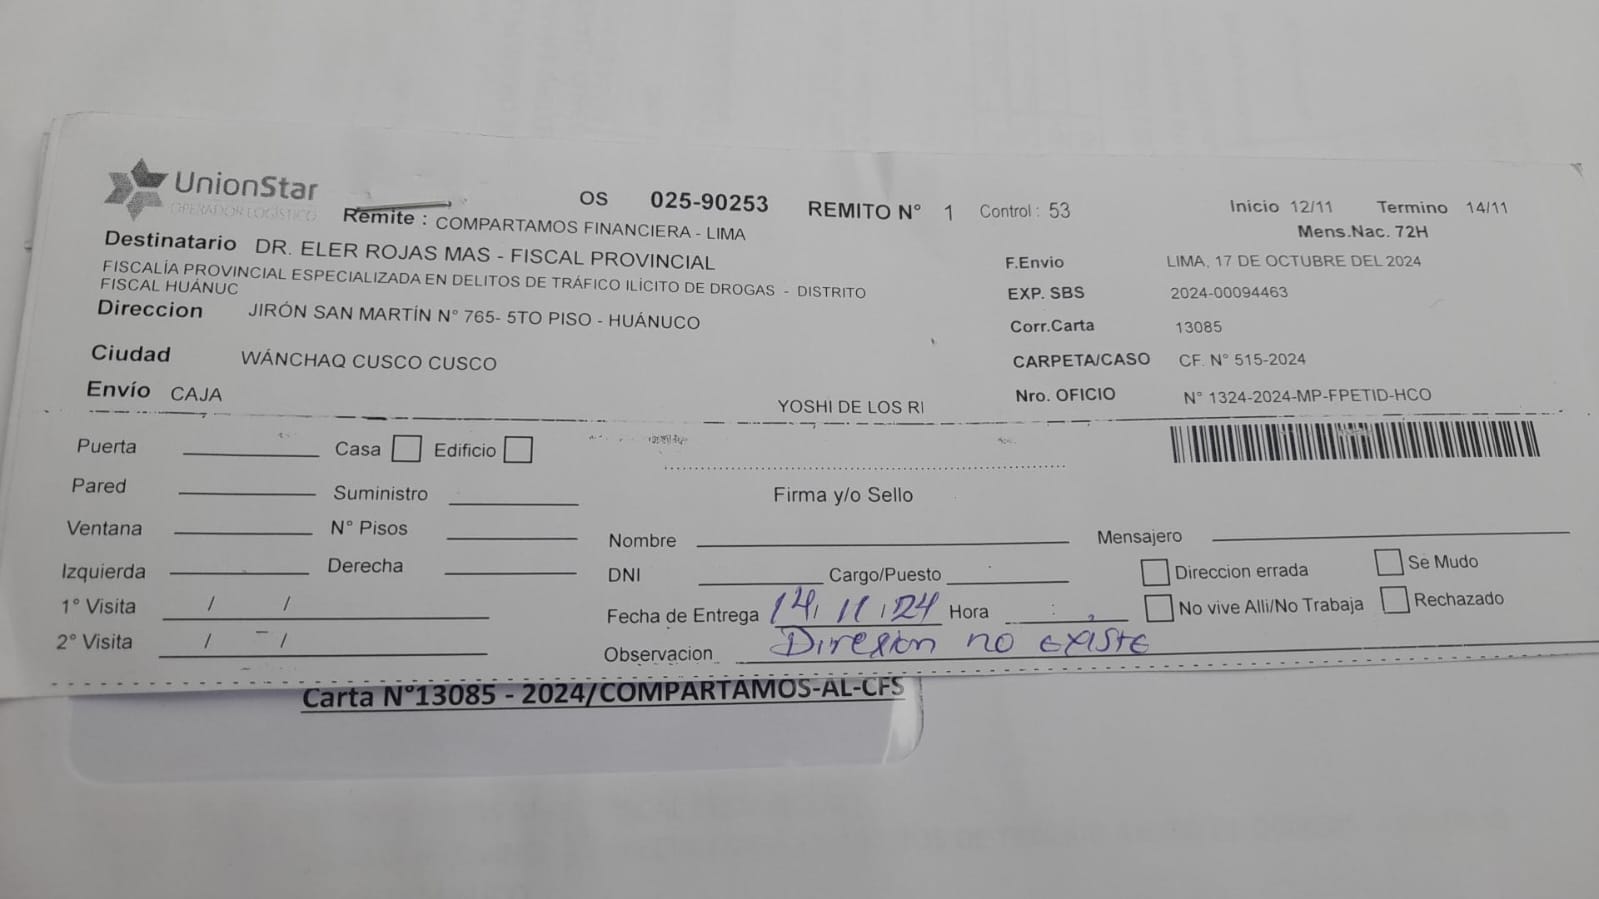 UnionStar
OPERADOR LOGÍSTICO
OS 025-90253 REMITO N° 1 Control : 53 Inicio 12/11 Termino 14/11
Remite : COMPARTAMOS FINANCIERA - LIMA Mens.Nac. 72H
Destinatario DR. ELER ROJAS MAS - FISCAL PROVINCIAL
FISCALÍA PROVINCIAL ESPECIALIZADA EN DELITOS DE TRÁFICO ILÍCITO DE DROGAS - DISTRITO
FISCAL HUÁNUC
Direccion JIRÓN SAN MARTÍN N° 765- 5TO PISO - HUÁNUCO
Ciudad WÁNCHAQ CUSCO CUSCO
Envío CAJA
YOSHI DE LOS RI
F.Envio LIMA, 17 DE OCTUBRE DEL 2024
EXP. SBS 2024-00094463
Corr.Carta 13085
CARPETA/CASO CF. N° 515-2024
Nro. OFICIO N° 1324-2024-MP-FPETID-HCO
Puerta Casa Edificio
Pared Suministro
Ventana N° Pisos
Izquierda Derecha
1° Visita / /
2° Visita / /
Firma y/o Sello
Nombre Mensajero
DNI Cargo/Puesto Direccion errada Se Mudo
Fecha de Entrega 14/11/24 Hora : No vive Alli/No Trabaja Rechazado
Observacion Direxion no existe
Carta N°13085 - 2024/COMPARTAMOS-AL-CFS